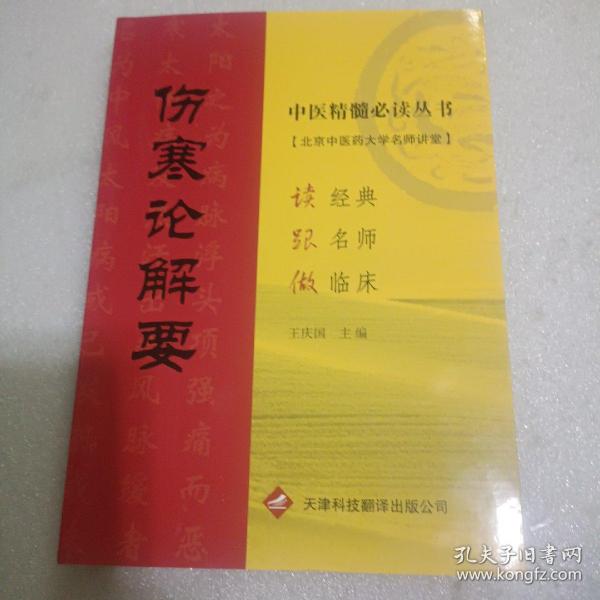 伤寒论解要
中医精髓必读丛书
【北京中医药大学名师讲堂】
读 经典
跟 名师
做 临床
王庆国 主编
天津科技翻译出版公司
孔夫子旧书网
www.kongfz.com